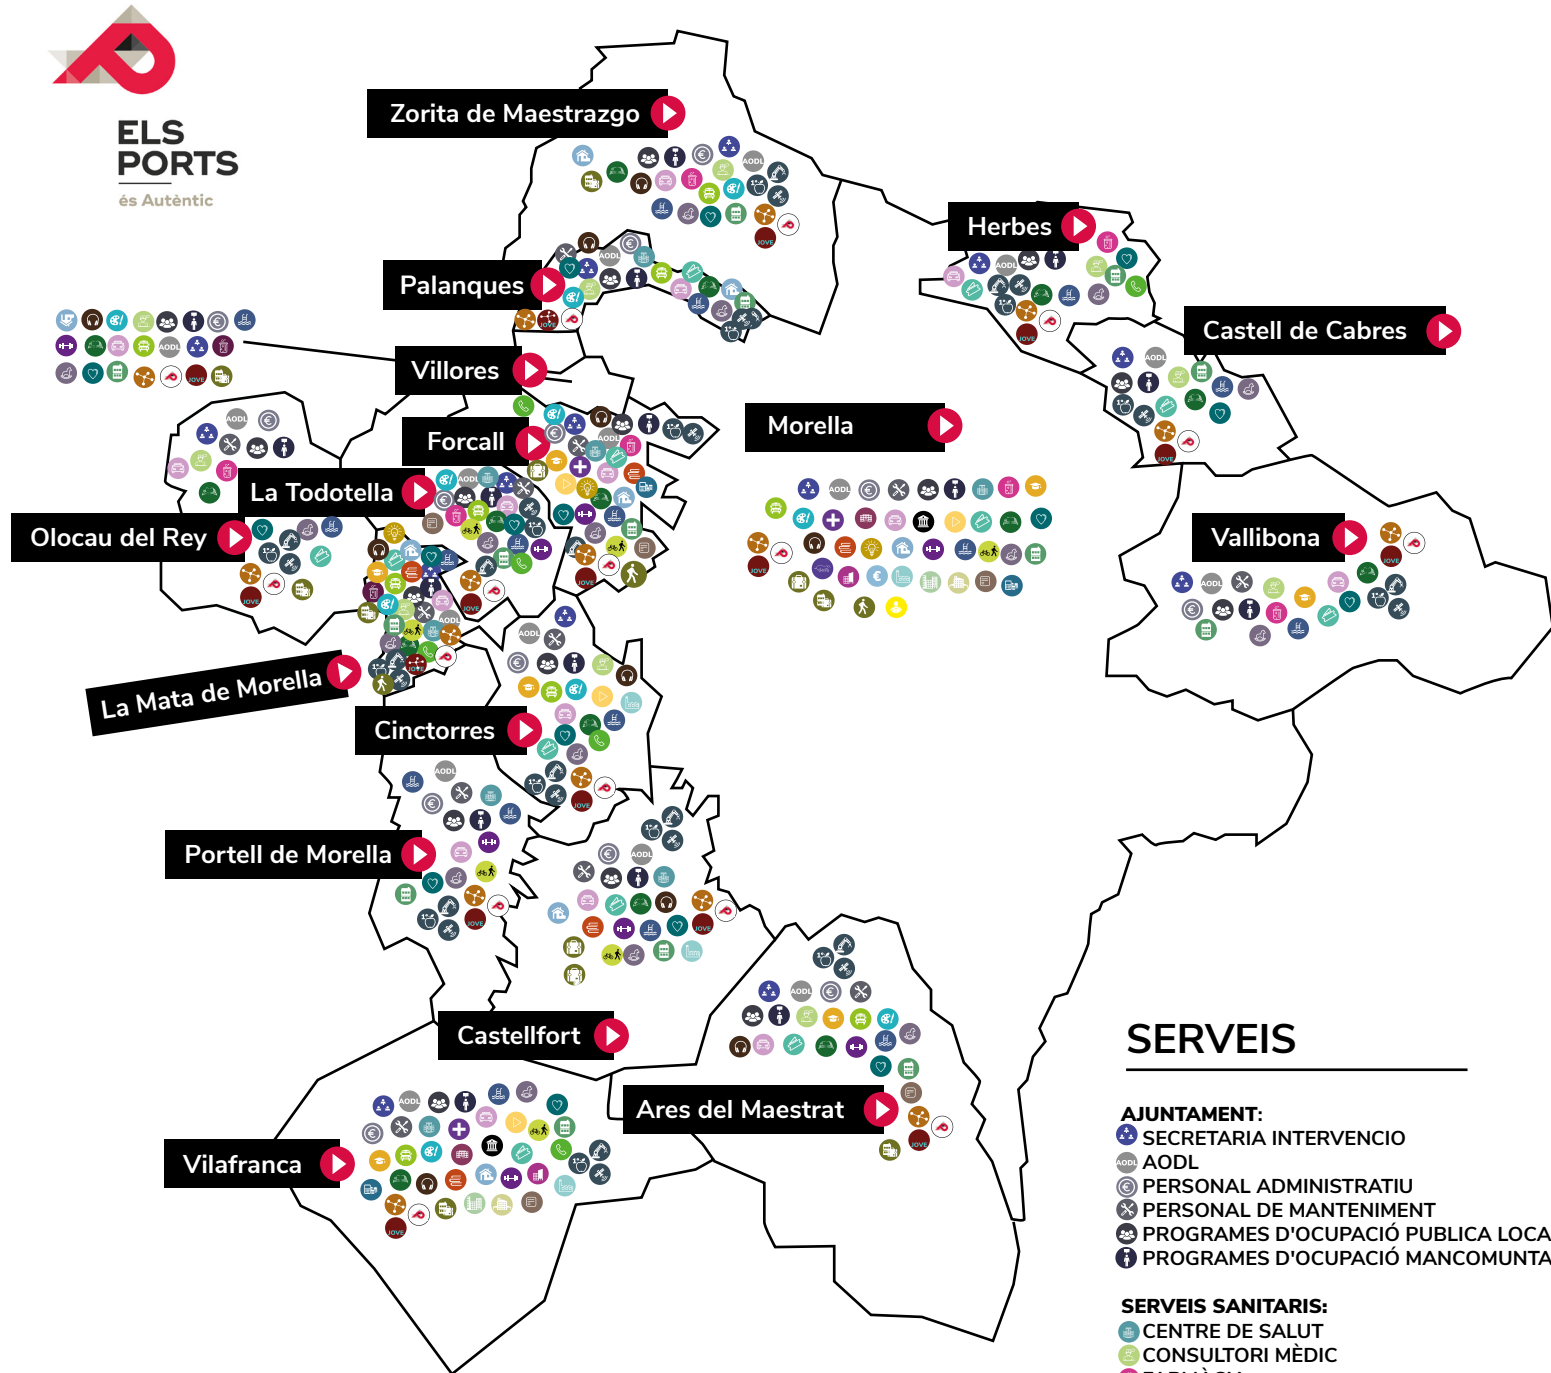 ELS
PORTS
és Autèntic
Zorita de Maestrazgo
Herbes
Palanques
Castell de Cabres
Villores
Morella
Forcall
La Todotella
Olocau del Rey
Vallibona
La Mata de Morella
Cinctorres
Portell de Morella
Castellfort
Ares del Maestrat
Vilafranca
SERVEIS
AJUNTAMENT:
SECRETARIA INTERVENCIO
AODL AODL
PERSONAL ADMINISTRATIU
PERSONAL DE MANTENIMENT
PROGRAMES D'OCUPACIÓ PUBLICA LOCA
PROGRAMES D'OCUPACIÓ MANCOMUNTA
SERVEIS SANITARIS:
CENTRE DE SALUT
CONSULTORI MÈDIC